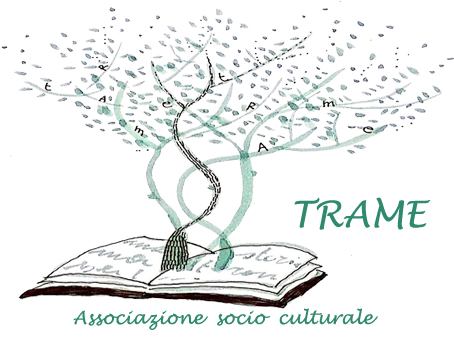 t R A m e t R A m e
TRAME
Associazione socio culturale